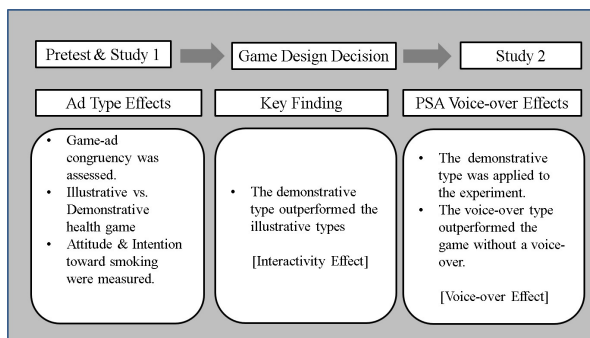 Pretest & Study 1
Game Design Decision
Study 2
Ad Type Effects
Key Finding
PSA Voice-over Effects
• Game-ad
congruency was
assessed.
• Illustrative vs.
Demonstrative
health game
• Attitude & Intention
toward smoking
were measured.
• The demonstrative
type outperformed the
illustrative types
[Interactivity Effect]
• The demonstrative
type was applied to
the experiment.
• The voice-over type
outperformed the
game without a voice-
over.
[Voice-over Effect]